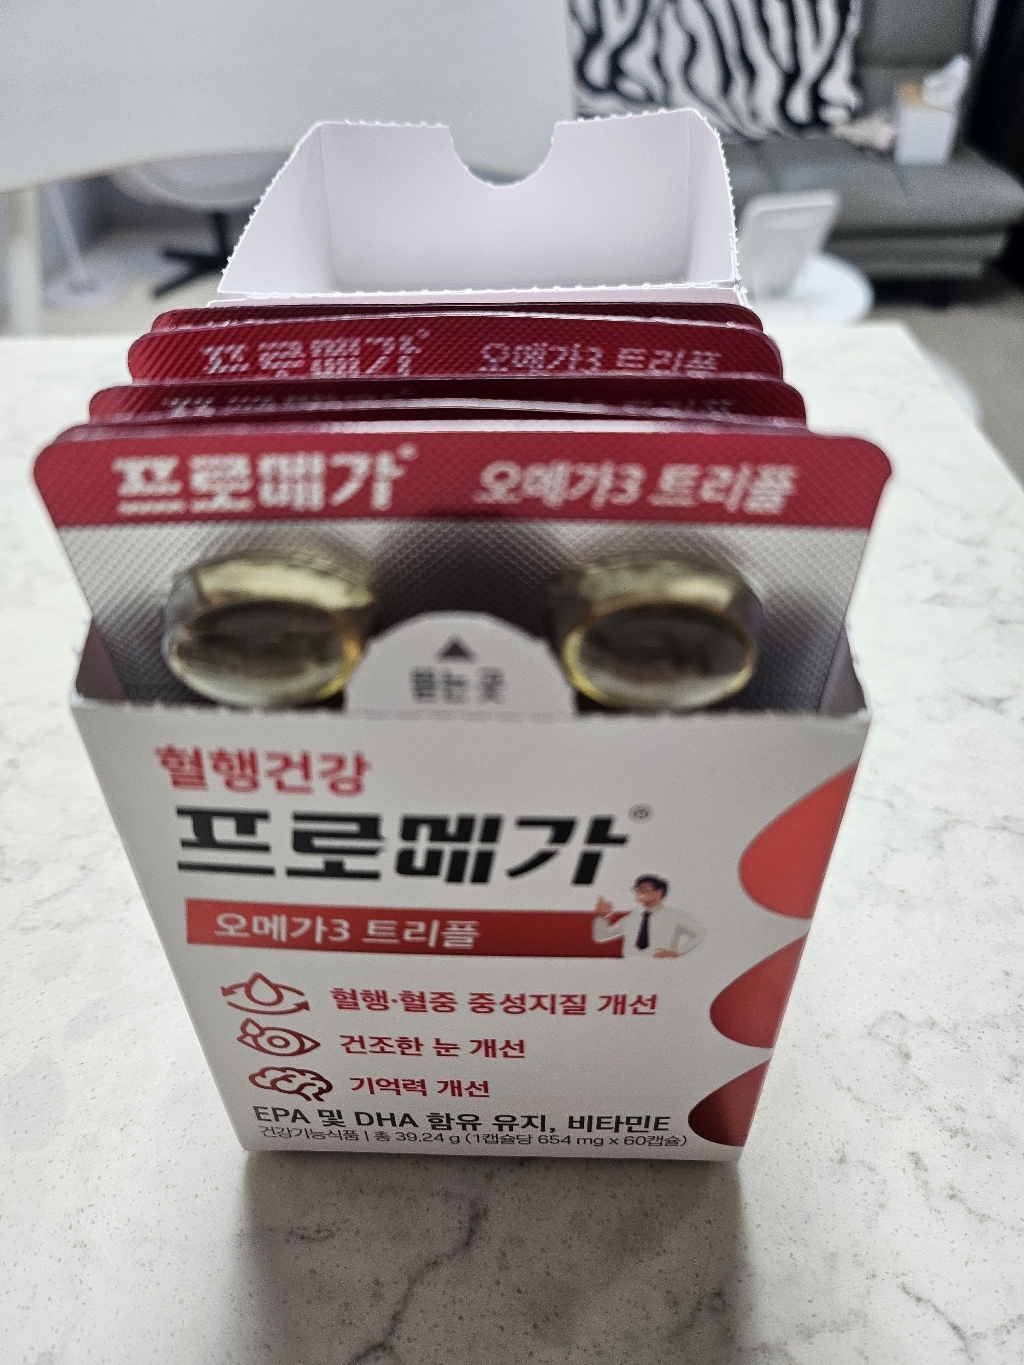 프로메가® 오메가3 트리플
프로메가® 오메가3 트리플
뜯는 곳
혈행건강
프로메가®
오메가3 트리플
혈행·혈중 중성지질 개선
건조한 눈 개선
기억력 개선
EPA 및 DHA 함유 유지, 비타민E
건강기능식품 | 총 39.24 g (1캡슐당 654 mg x 60캡슐)